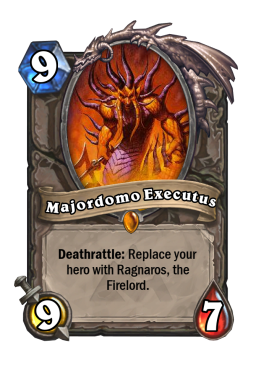 9
Majordomo Executus
Deathrattle: Replace your
hero with Ragnaros, the
Firelord.
9
7